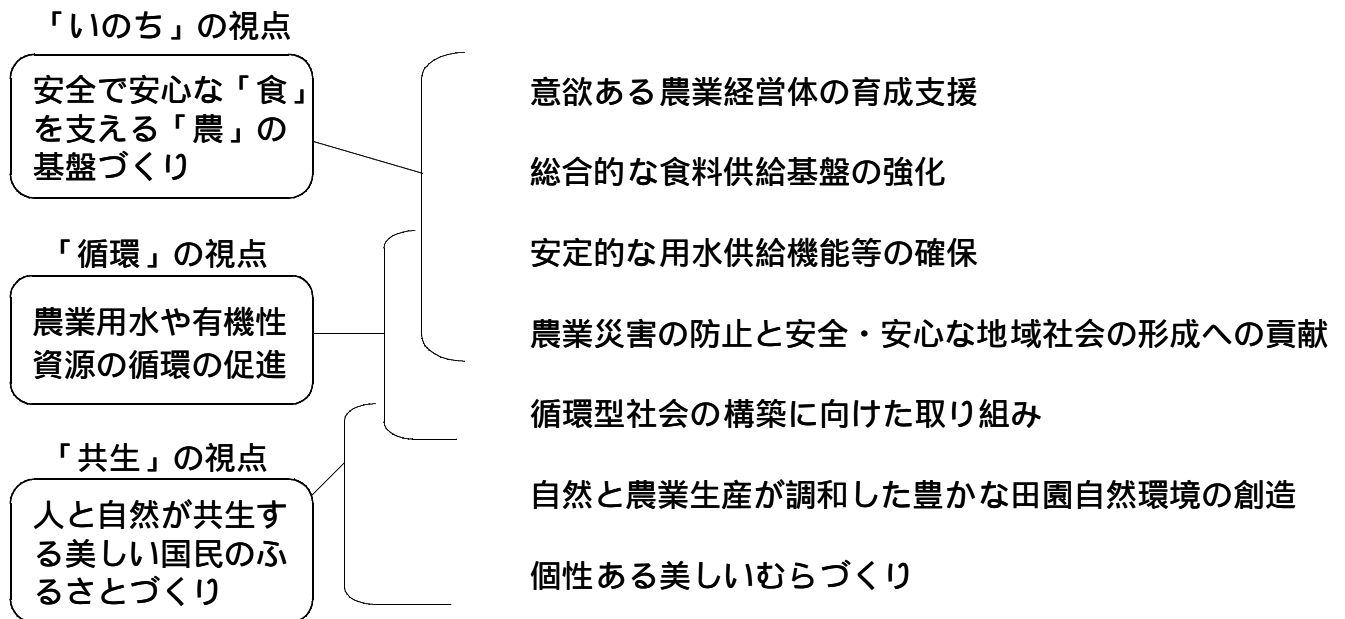 「いのち」の視点
安全で安心な「食」
を支える「農」の
基盤づくり
「循環」の視点
農業用水や有機性
資源の循環の促進
「共生」の視点
人と自然が共生す
る美しい国民のふ
るさとづくり
意欲ある農業経営体の育成支援
総合的な食料供給基盤の強化
安定的な用水供給機能等の確保
農業災害の防止と安全・安心な地域社会の形成への貢献
循環型社会の構築に向けた取り組み
自然と農業生産が調和した豊かな田園自然環境の創造
個性ある美しいむらづくり